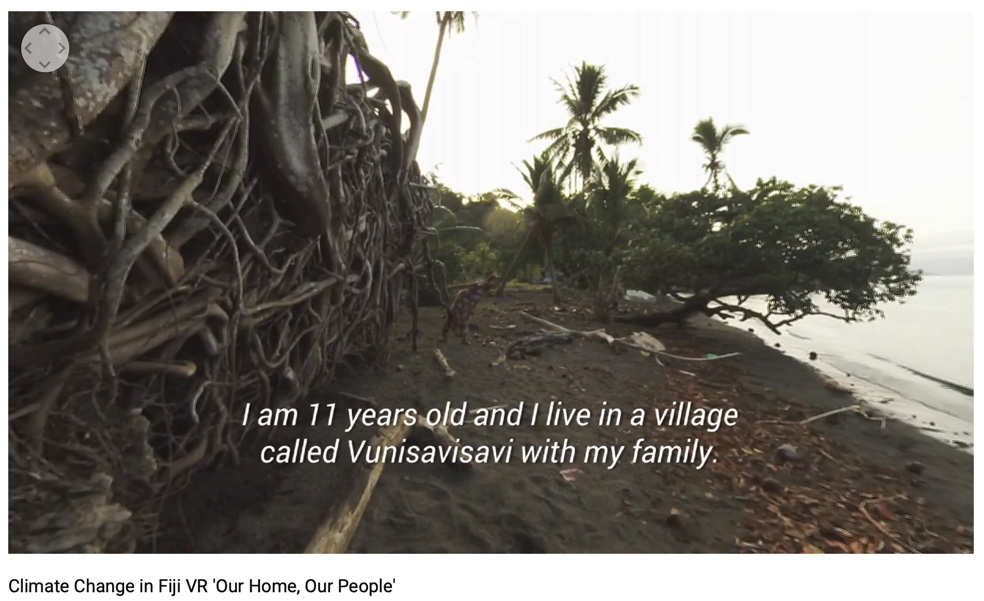 I am 11 years old and I live in a village
called Vunisavisavi with my family.
Climate Change in Fiji VR 'Our Home, Our People'